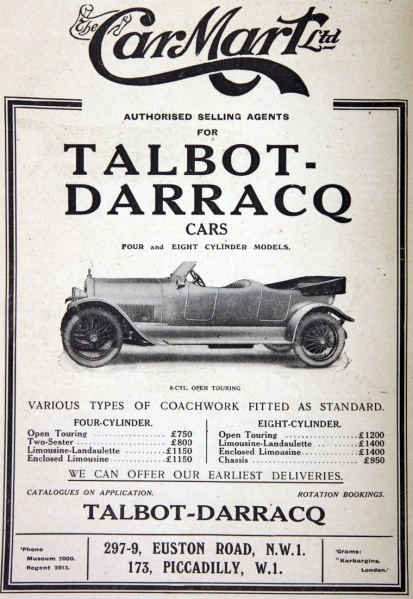 The Car Mart Ltd
AUTHORISED SELLING AGENTS
FOR
TALBOT-
DARRACQ
CARS
FOUR and EIGHT CYLINDER MODELS.
8-CYL. OPEN TOURING
VARIOUS TYPES OF COACHWORK FITTED AS STANDARD.
FOUR-CYLINDER.
Open Touring .................... £750
Two-Seater ...................... £800
Limousine-Landaulette ......... £1150
Enclosed Limousine ............ £1150
EIGHT-CYLINDER.
Open Touring .................... £1200
Limousine-Landaulette ......... £1400
Enclosed Limousine ............ £1400
Chassis ......................... £950
WE CAN OFFER OUR EARLIEST DELIVERIES.
CATALOGUES ON APPLICATION. ROTATION BOOKINGS.
TALBOT-DARRACQ
'Phone
Museum 2000.
Regent 2012.
297-9, EUSTON ROAD, N.W.1.
173, PICCADILLY, W.1.
'Grams:
"Karbargins,
London."